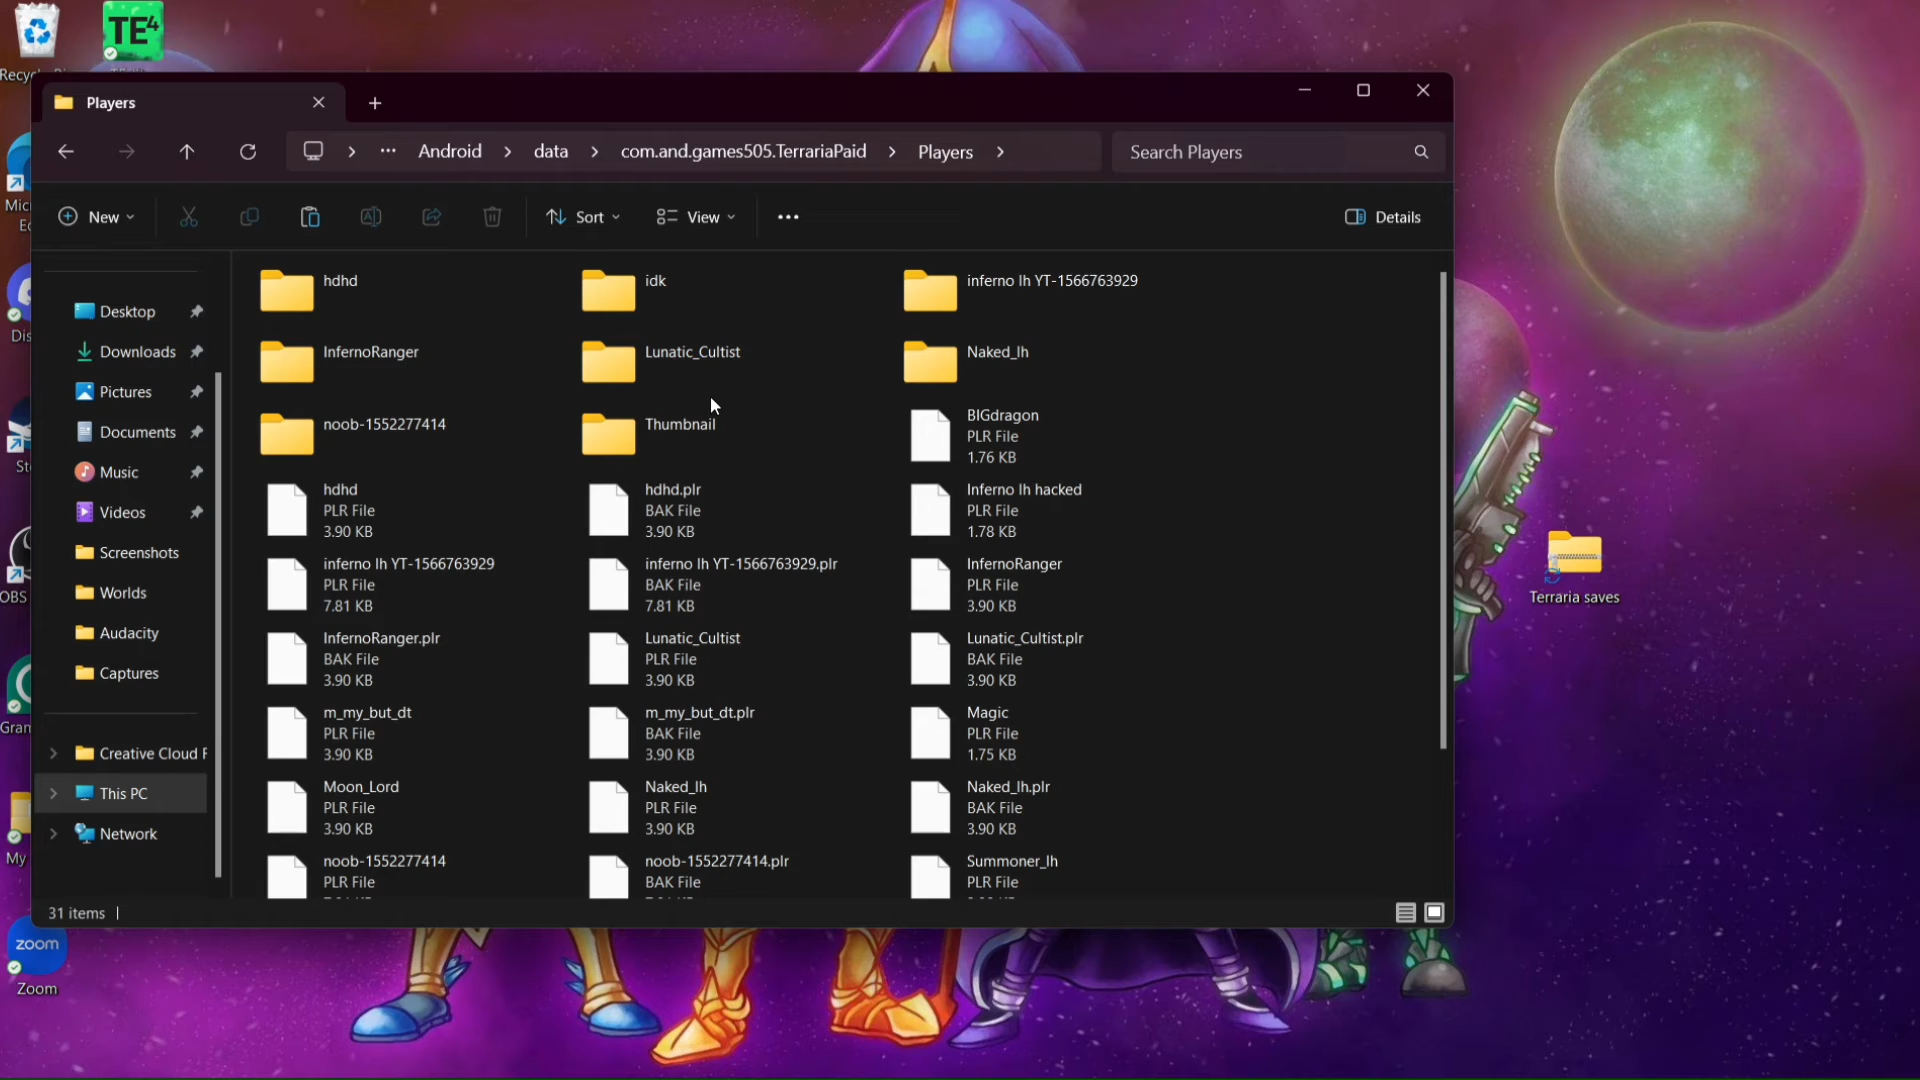 TE4
Recyc
Players
Android
data
com.and.games505.TerrariaPaid
Players
Search Players
New
Sort
View
Details
Desktop
Downloads
Pictures
Documents
Music
Videos
Screenshots
Worlds
Audacity
Captures
Creative Cloud F
This PC
Network
hdhd
idk
inferno lh YT-1566763929
InfernoRanger
Lunatic_Cultist
Naked_lh
noob-1552277414
Thumbnail
BIGdragon
PLR File
1.76 KB
hdhd
PLR File
3.90 KB
hdhd.plr
BAK File
3.90 KB
Inferno lh hacked
PLR File
1.78 KB
inferno lh YT-1566763929
PLR File
7.81 KB
inferno lh YT-1566763929.plr
BAK File
7.81 KB
InfernoRanger
PLR File
3.90 KB
InfernoRanger.plr
BAK File
3.90 KB
Lunatic_Cultist
PLR File
3.90 KB
Lunatic_Cultist.plr
BAK File
3.90 KB
m_my_but_dt
PLR File
3.90 KB
m_my_but_dt.plr
BAK File
3.90 KB
Magic
PLR File
1.75 KB
Moon_Lord
PLR File
3.90 KB
Naked_lh
PLR File
3.90 KB
Naked_lh.plr
BAK File
3.90 KB
noob-1552277414
PLR File
noob-1552277414.plr
BAK File
Summoner_lh
PLR File
31 items
Mic
E
Dis
St
OBS
Gran
My
zoom
Zoom
Terraria saves